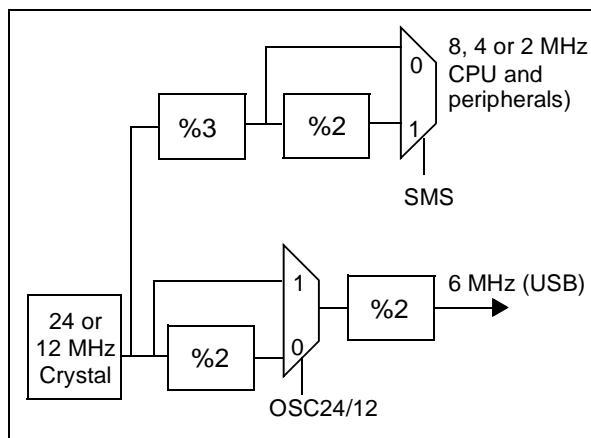 8, 4 or 2 MHz
CPU and
peripherals)
0
1
%3
%2
SMS
24 or
12 MHz
Crystal
%2
1
0
OSC24/12
%2
6 MHz (USB)